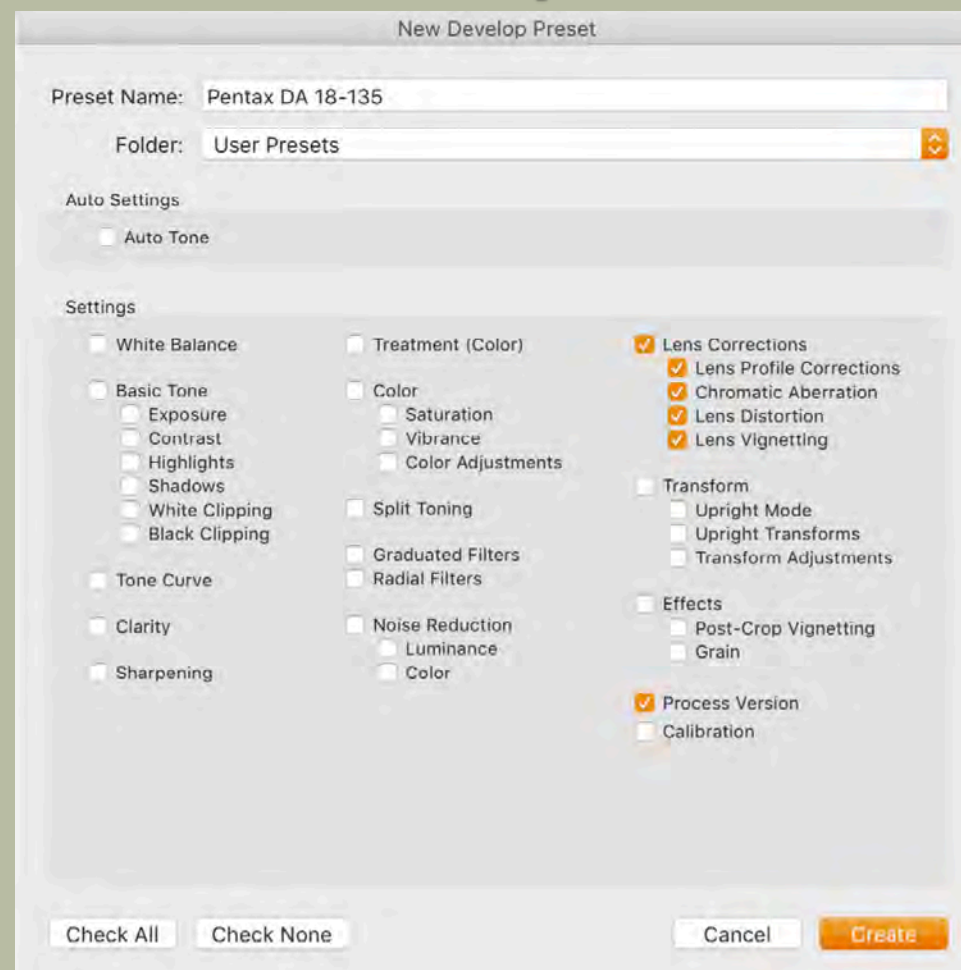 New Develop Preset
Preset Name: Pentax DA 18-135
Folder: User Presets
Auto Settings
Auto Tone
Settings
White Balance
Basic Tone
Exposure
Contrast
Highlights
Shadows
White Clipping
Black Clipping
Tone Curve
Clarity
Sharpening
Treatment (Color)
Color
Saturation
Vibrance
Color Adjustments
Split Toning
Graduated Filters
Radial Filters
Noise Reduction
Luminance
Color
Lens Corrections
Lens Profile Corrections
Chromatic Aberration
Lens Distortion
Lens Vignetting
Transform
Upright Mode
Upright Transforms
Transform Adjustments
Effects
Post-Crop Vignetting
Grain
Process Version
Calibration
Check All Check None Cancel Create